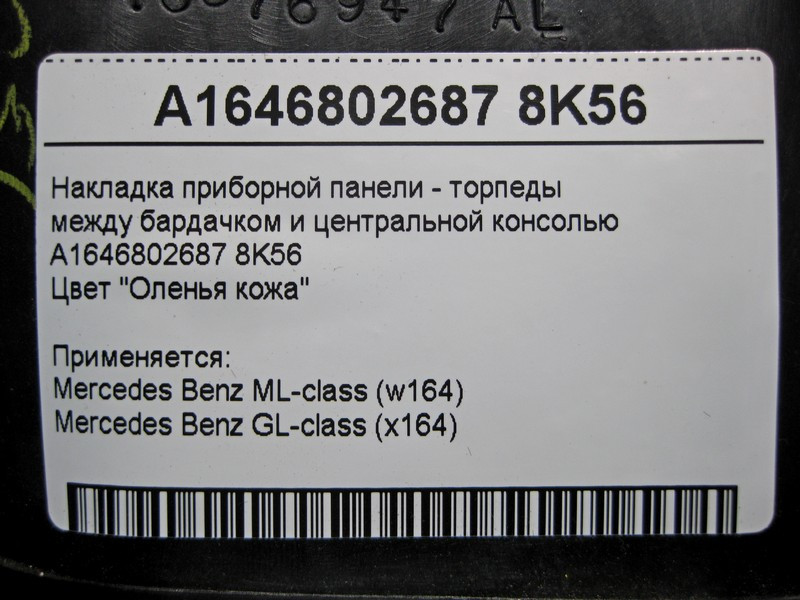 AL
A1646802687 8K56
Накладка приборной панели - торпеды
между бардачком и центральной консолью
A1646802687 8K56
Цвет "Оленья кожа"
Применяется:
Mercedes Benz ML-class (w164)
Mercedes Benz GL-class (x164)